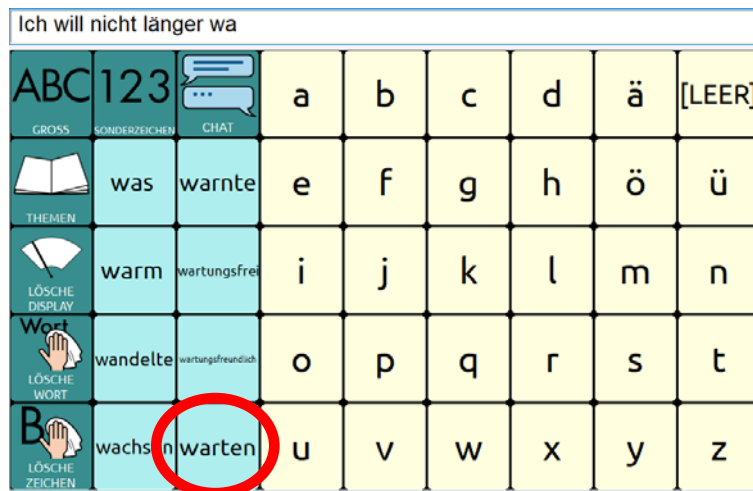 Ich will nicht länger wa
ABC 123 a b c d ä [LEER]
GROSS SONDERZEICHEN CHAT
was warnte e f g h ö ü
THEMEN
warm wartungsfrei i j k l m n
LÖSCHE
DISPLAY
Wort
wandelte wartungsfreundlich o p q r s t
LÖSCHE
WORT
B
wachsen warten u v w x y z
LÖSCHE
ZEICHEN